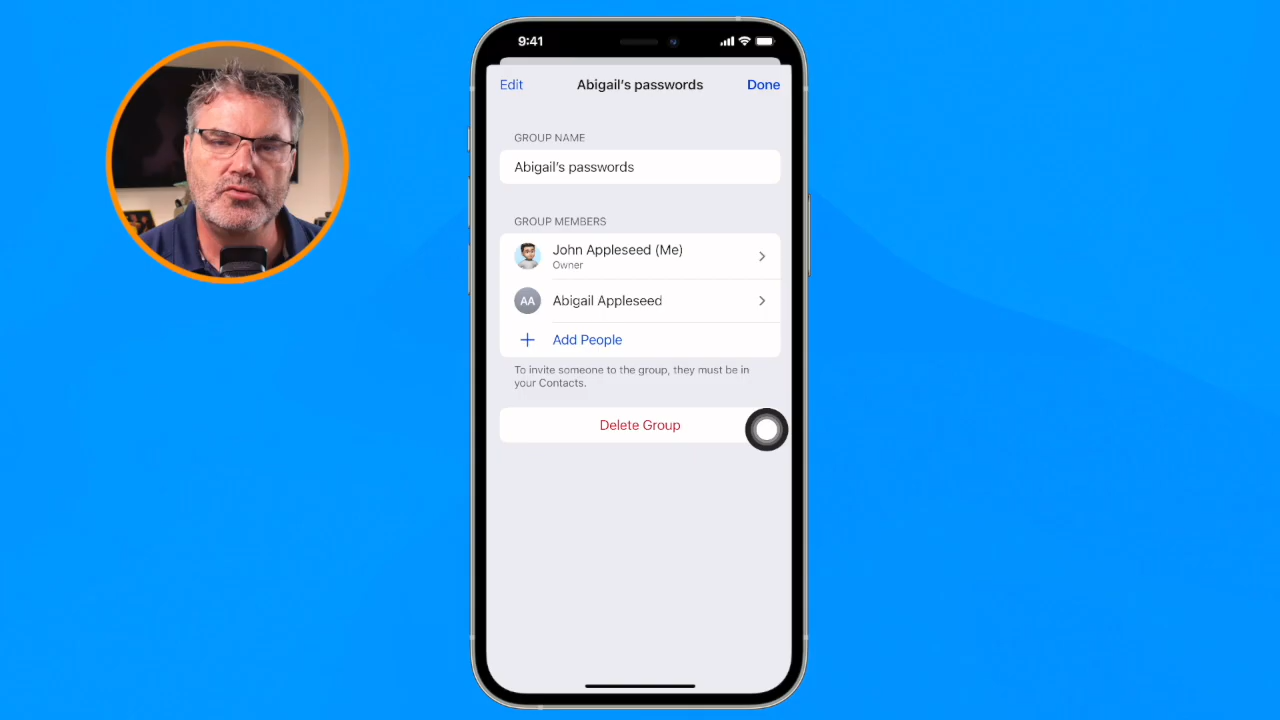 9:41
Edit
Abigail's passwords
Done
GROUP NAME
Abigail's passwords
GROUP MEMBERS
John Appleseed (Me)
Owner
AA
Abigail Appleseed
Add People
To invite someone to the group, they must be in
your Contacts.
Delete Group